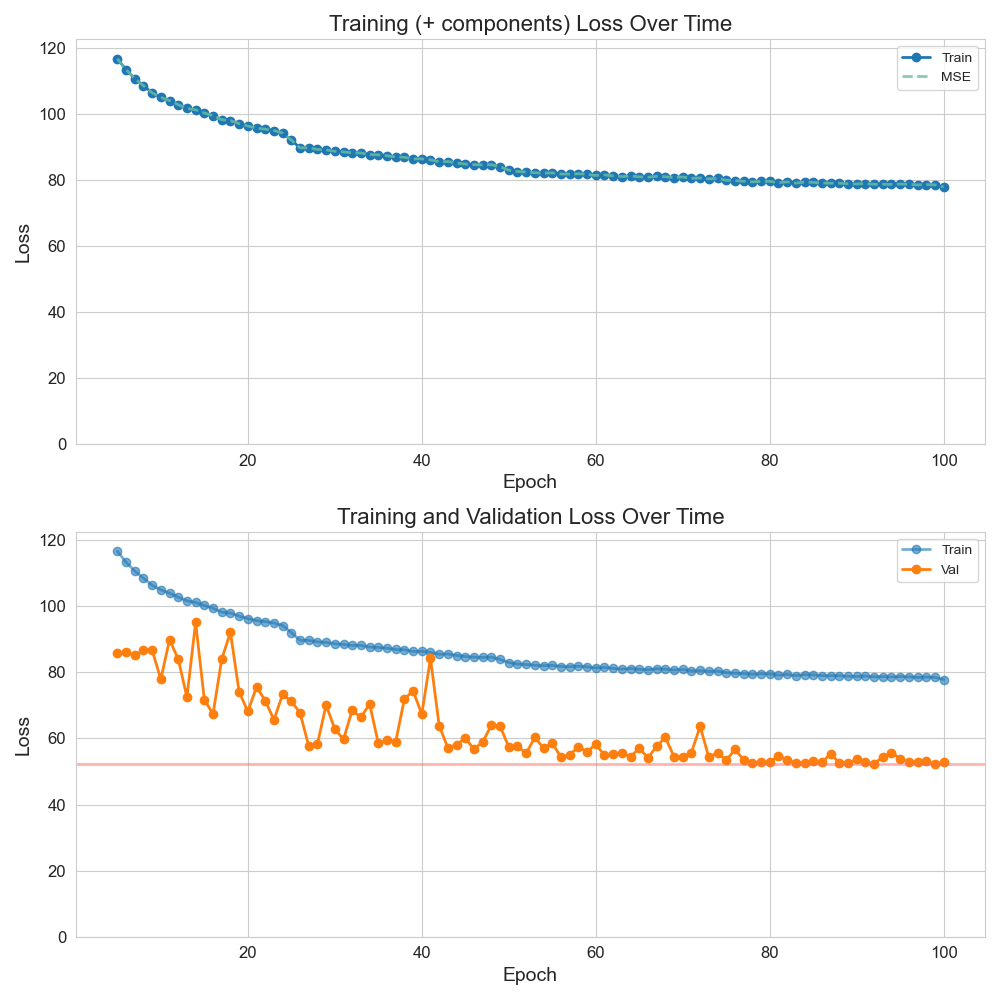 Training (+ components) Loss Over Time
120
100
80
60
40
20
0
Loss
Train
MSE
20 40 60 80 100
Epoch
Training and Validation Loss Over Time
120
100
80
60
40
20
0
Loss
Train
Val
20 40 60 80 100
Epoch